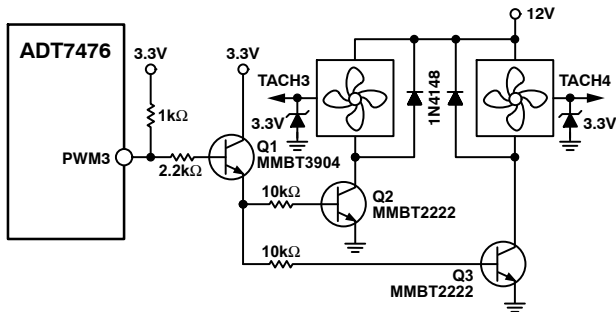 12V
ADT7476
3.3V
3.3V
TACH3
TACH4
1N4148
1kΩ
3.3V
3.3V
PWM3
Q1
MMBT3904
2.2kΩ
10kΩ
Q2
MMBT2222
10kΩ
Q3
MMBT2222